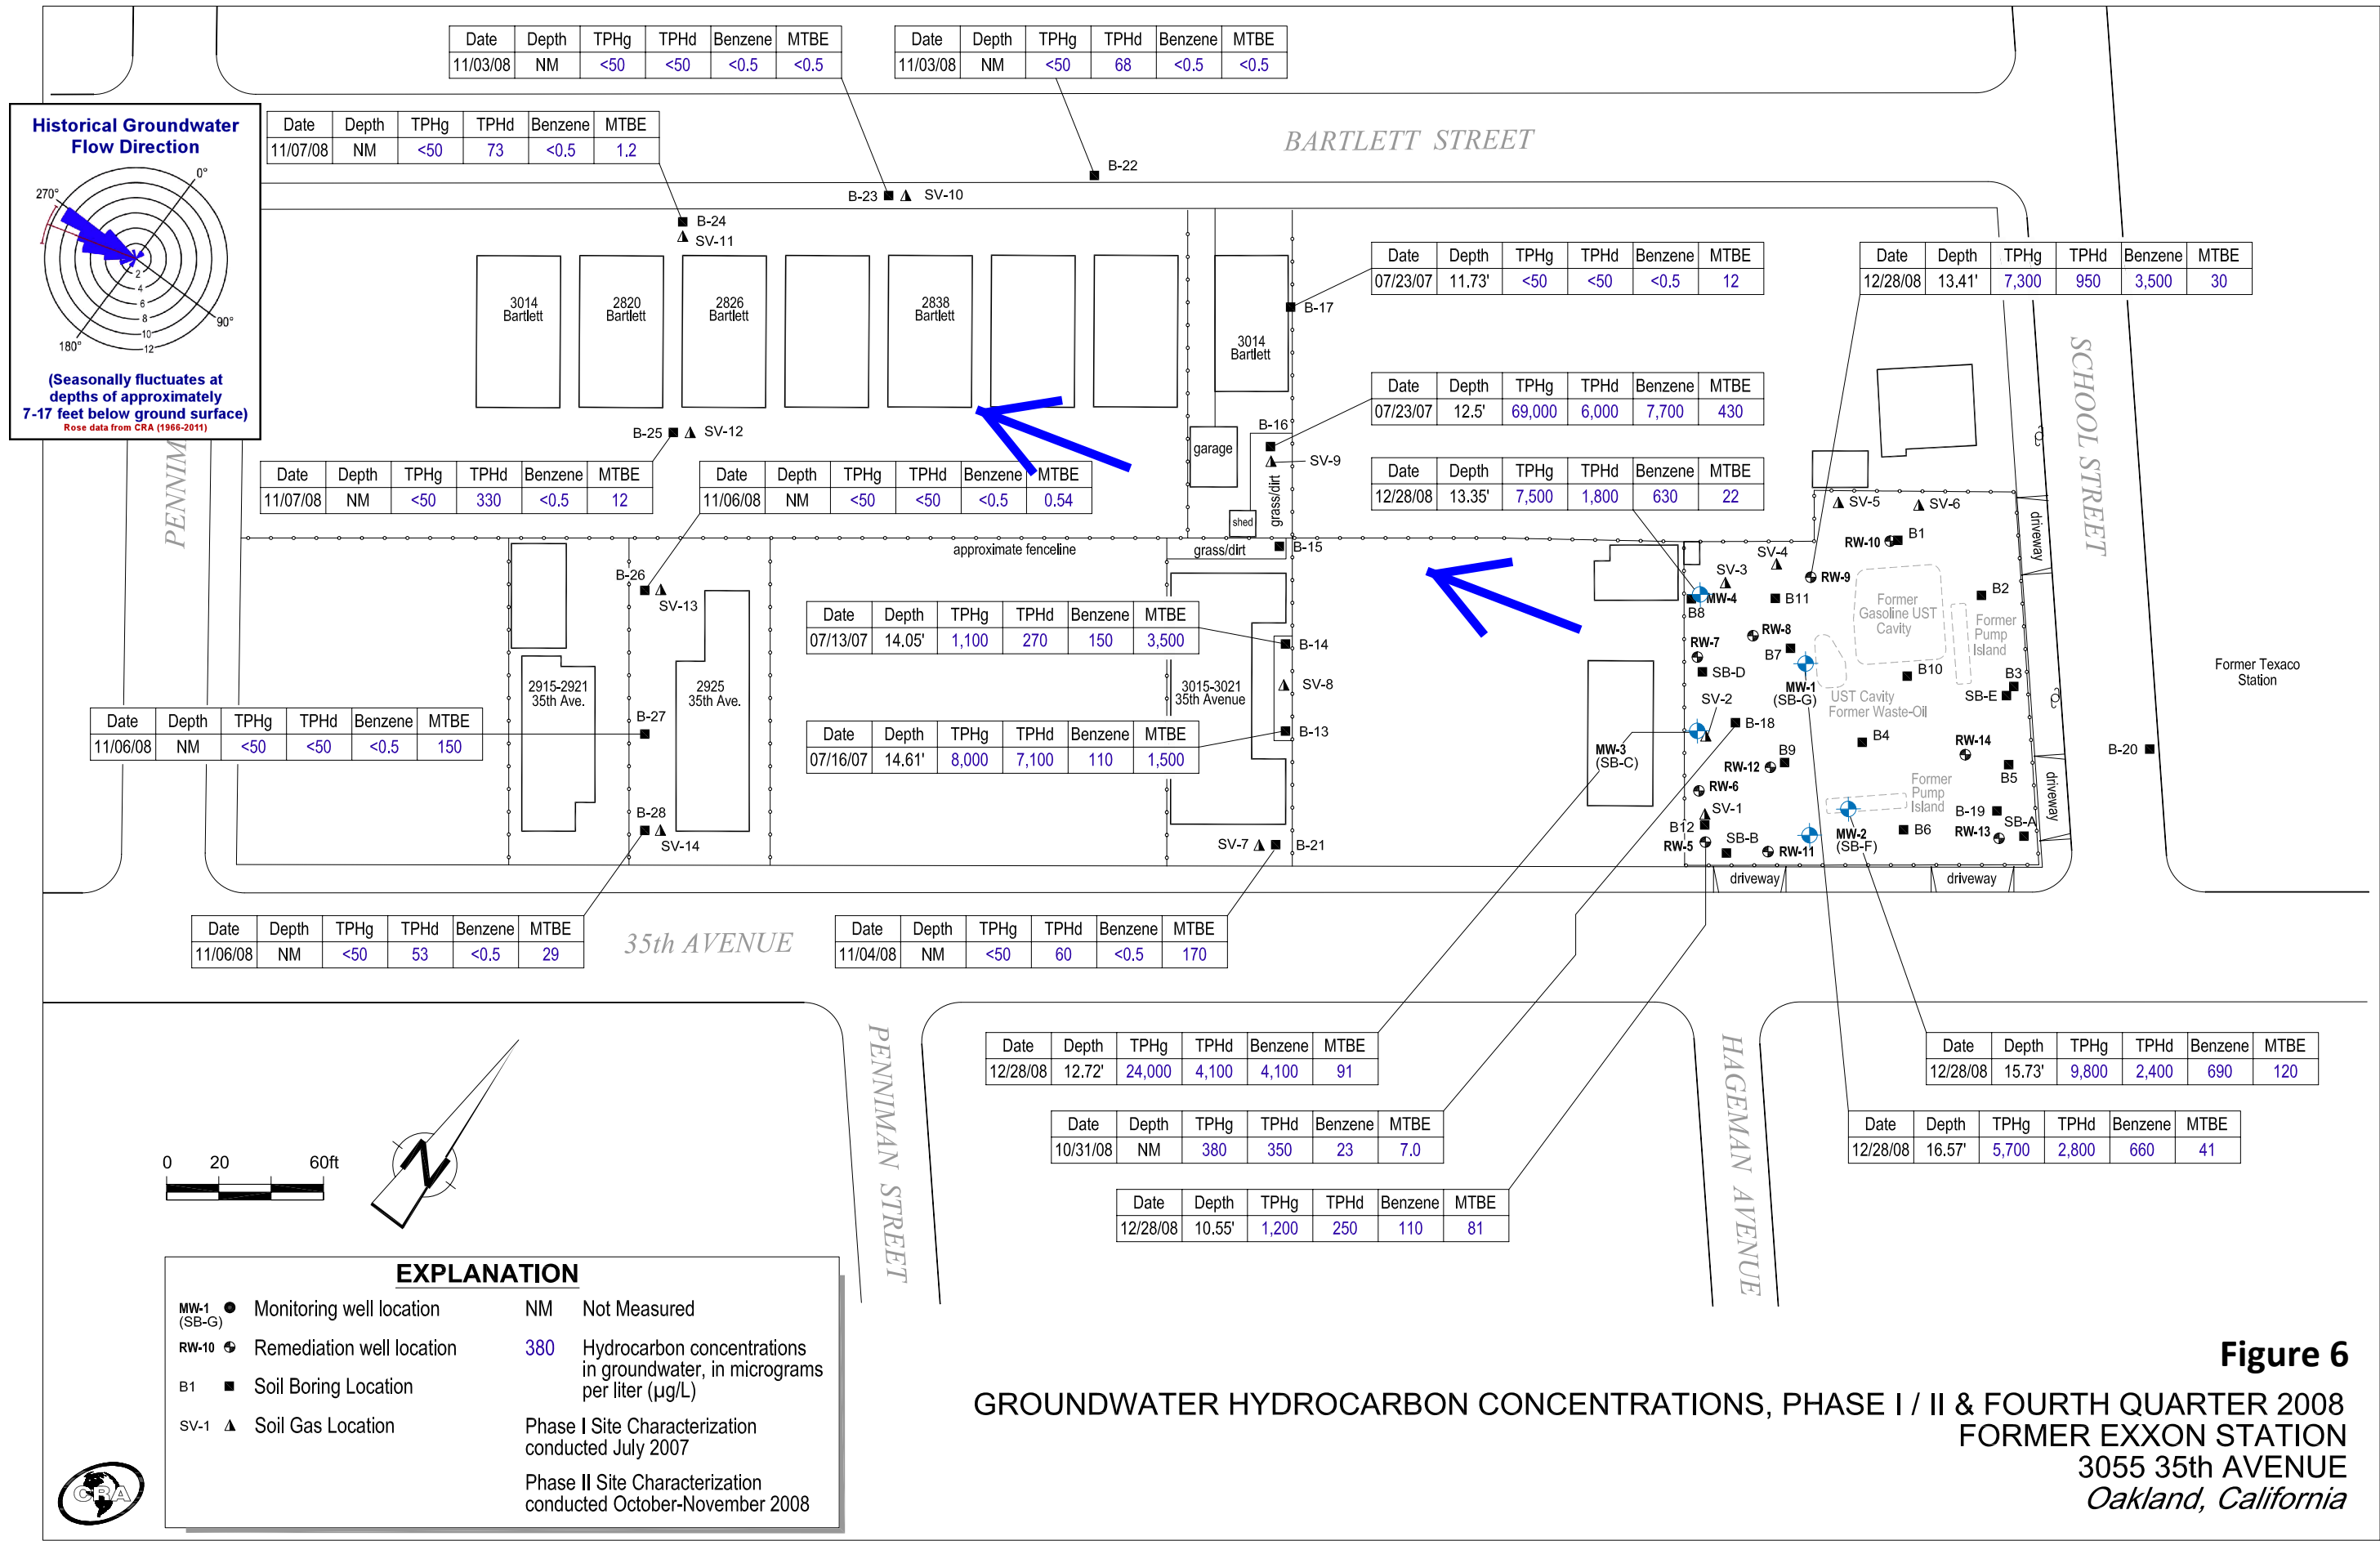 Date Depth TPHg TPHd Benzene MTBE
11/03/08 NM <50 <50 <0.5 <0.5
Date Depth TPHg TPHd Benzene MTBE
11/03/08 NM <50 68 <0.5 <0.5
Historical Groundwater
Flow Direction
0°
270°
90°
180°
2
4
6
8
10
12
(Seasonally fluctuates at
depths of approximately
7-17 feet below ground surface)
Rose data from CRA (1966-2011)
Date Depth TPHg TPHd Benzene MTBE
11/07/08 NM <50 73 <0.5 1.2
BARTLETT STREET
B-22
B-23
SV-10
B-24
SV-11
3014
Bartlett
2820
Bartlett
2826
Bartlett
2838
Bartlett
3014
Bartlett
B-17
Date Depth TPHg TPHd Benzene MTBE
07/23/07 11.73' <50 <50 <0.5 12
Date Depth TPHg TPHd Benzene MTBE
12/28/08 13.41' 7,300 950 3,500 30
SCHOOL STREET
Date Depth TPHg TPHd Benzene MTBE
07/23/07 12.5' 69,000 6,000 7,700 430
B-25
SV-12
B-16
garage
SV-9
grass/dirt
shed
PENNIM
Date Depth TPHg TPHd Benzene MTBE
11/07/08 NM <50 330 <0.5 12
Date Depth TPHg TPHd Benzene MTBE
11/06/08 NM <50 <50 <0.5 0.54
Date Depth TPHg TPHd Benzene MTBE
12/28/08 13.35' 7,500 1,800 630 22
SV-5
SV-6
driveway
approximate fenceline
grass/dirt
B-15
RW-10
B1
SV-4
SV-3
RW-9
B-26
SV-13
B8
MW-4
B11
B2
Former
Gasoline UST
Cavity
Former
Pump
Island
Date Depth TPHg TPHd Benzene MTBE
07/13/07 14.05' 1,100 270 150 3,500
B-14
RW-7
RW-8
B7
SB-D
B10
B3
SB-E
Former Texaco
Station
2915-2921
35th Ave.
2925
35th Ave.
3015-3021
35th Avenue
SV-8
SV-2
MW-1
(SB-G)
UST Cavity
Former Waste-Oil
Date Depth TPHg TPHd Benzene MTBE
11/06/08 NM <50 <50 <0.5 150
B-27
Date Depth TPHg TPHd Benzene MTBE
07/16/07 14.61' 8,000 7,100 110 1,500
B-13
MW-3
(SB-C)
B-18
B4
B9
RW-12
RW-14
B5
B-20
RW-6
SV-1
Former
Pump
Island
driveway
B-28
SV-14
B12
RW-5
SB-B
RW-11
MW-2
(SB-F)
B6
B-19
SB-A
RW-13
SV-7
B-21
driveway
driveway
Date Depth TPHg TPHd Benzene MTBE
11/06/08 NM <50 53 <0.5 29
35th AVENUE
Date Depth TPHg TPHd Benzene MTBE
11/04/08 NM <50 60 <0.5 170
PENNIMAN STREET
HAGEMAN AVENUE
Date Depth TPHg TPHd Benzene MTBE
12/28/08 12.72' 24,000 4,100 4,100 91
Date Depth TPHg TPHd Benzene MTBE
12/28/08 15.73' 9,800 2,400 690 120
Date Depth TPHg TPHd Benzene MTBE
10/31/08 NM 380 350 23 7.0
Date Depth TPHg TPHd Benzene MTBE
12/28/08 16.57' 5,700 2,800 660 41
Date Depth TPHg TPHd Benzene MTBE
12/28/08 10.55' 1,200 250 110 81
0 20 60ft
N
EXPLANATION
MW-1
(SB-G)
Monitoring well location
RW-10 Remediation well location
B1 Soil Boring Location
SV-1 Soil Gas Location
NM Not Measured
380 Hydrocarbon concentrations
in groundwater, in micrograms
per liter (µg/L)
Phase I Site Characterization
conducted July 2007
Phase II Site Characterization
conducted October-November 2008
CRA
Figure 6
GROUNDWATER HYDROCARBON CONCENTRATIONS, PHASE I / II & FOURTH QUARTER 2008
FORMER EXXON STATION
3055 35th AVENUE
Oakland, California